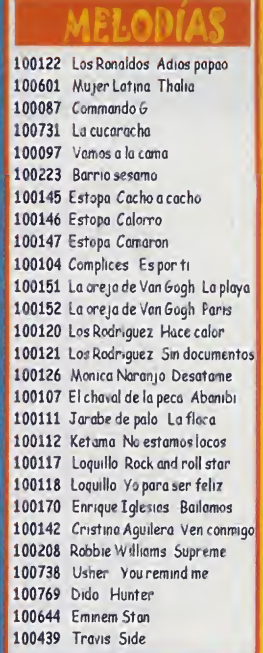 MELODÍAS
100122 Los Ronaldos Adios papao
100601 Mujer Latina Thalia
100087 Commando G
100731 La cucaracha
100097 Vamos a la cama
100223 Barrio sesamo
100145 Estopa Cacho a cacho
100146 Estopa Calorro
100147 Estopa Camaron
100104 Complices Es por ti
100151 La oreja de Van Gogh La playa
100152 La oreja de Van Gogh Paris
100120 Los Rodriguez Hace calor
100121 Los Rodriguez Sin documentos
100126 Monica Naranjo Desatame
100107 El chaval de la peca Abanibi
100111 Jarabe de palo La flaca
100112 Ketama No estamos locos
100117 Loquillo Rock and roll star
100118 Loquillo Yo para ser feliz
100170 Enrique Iglesias Bailamos
100142 Cristina Aguilera Ven conmigo
100208 Robbie Williams Supreme
100738 Usher You remind me
100769 Dido Hunter
100644 Eminem Stan
100439 Travis Side